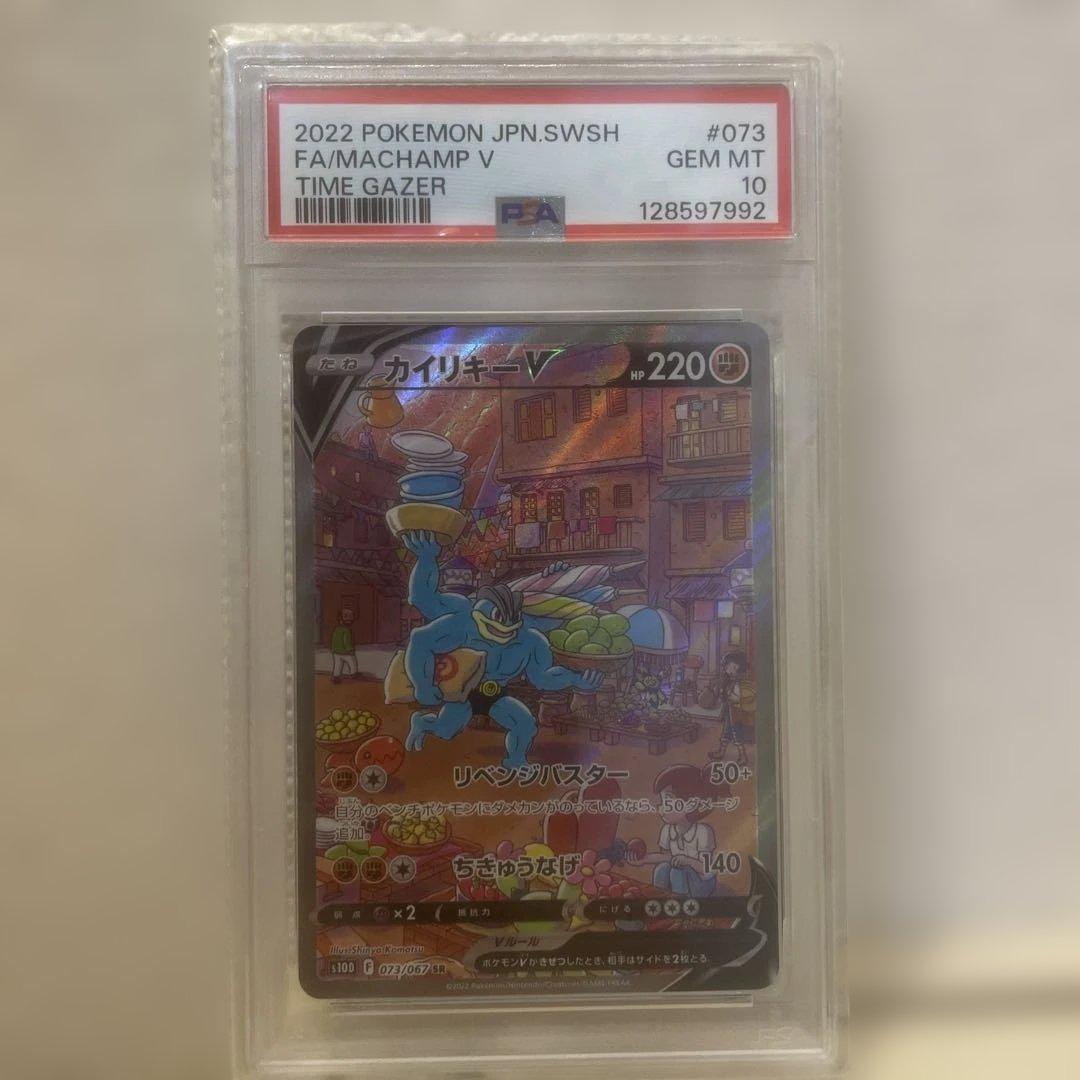 2022 POKEMON JPN.SWSH #073
FA/MACHAMP V GEM MT
TIME GAZER 10
PSA 128597992
たね カイリキーV HP 220
リベンジバスター 50+
自分のベンチポケモンにダメカンがのっているなら、50ダメージ
追加。
ちきゅうなげ 140
弱点 ×2 抵抗力 にげる
Illus. Shinya Komatsu
Vルール
ポケモンVがきぜつしたとき、相手はサイドを2枚とる。
s10D F 073/067 SR
©2022 Pokémon/Nintendo/Creatures/GAME FREAK.